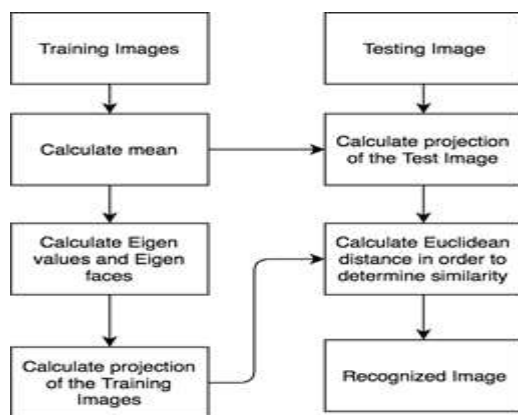 Training Images
Testing Image
Calculate mean
Calculate projection
of the Test Image
Calculate Eigen
values and Eigen
faces
Calculate Euclidean
distance in order to
determine similarity
Calculate projection
of the Training
Images
Recognized Image